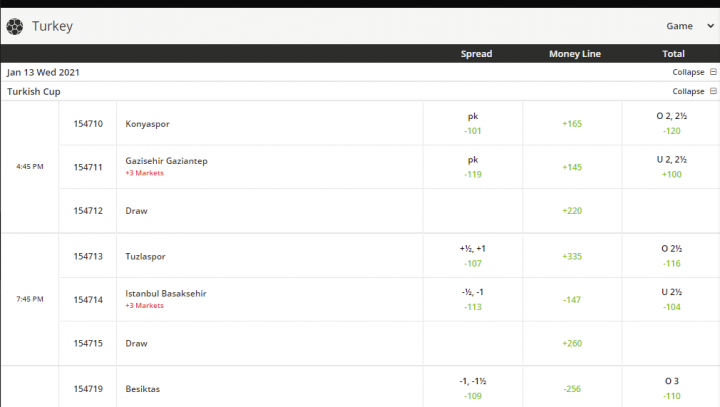 Turkey
Game
Spread Money Line Total
Jan 13 Wed 2021 Collapse
Turkish Cup Collapse
4:45 PM
154710 Konyaspor pk +165 O 2, 2½
-101 -120
154711 Gazisehir Gaziantep pk +145 U 2, 2½
+3 Markets -119 +100
154712 Draw +220
7:45 PM
154713 Tuzlaspor +½, +1 +335 O 2½
-107 -116
154714 Istanbul Basaksehir -½, -1 -147 U 2½
+3 Markets -113 -104
154715 Draw +260
154719 Besiktas -1, -1½ -256 O 3
-109 -110